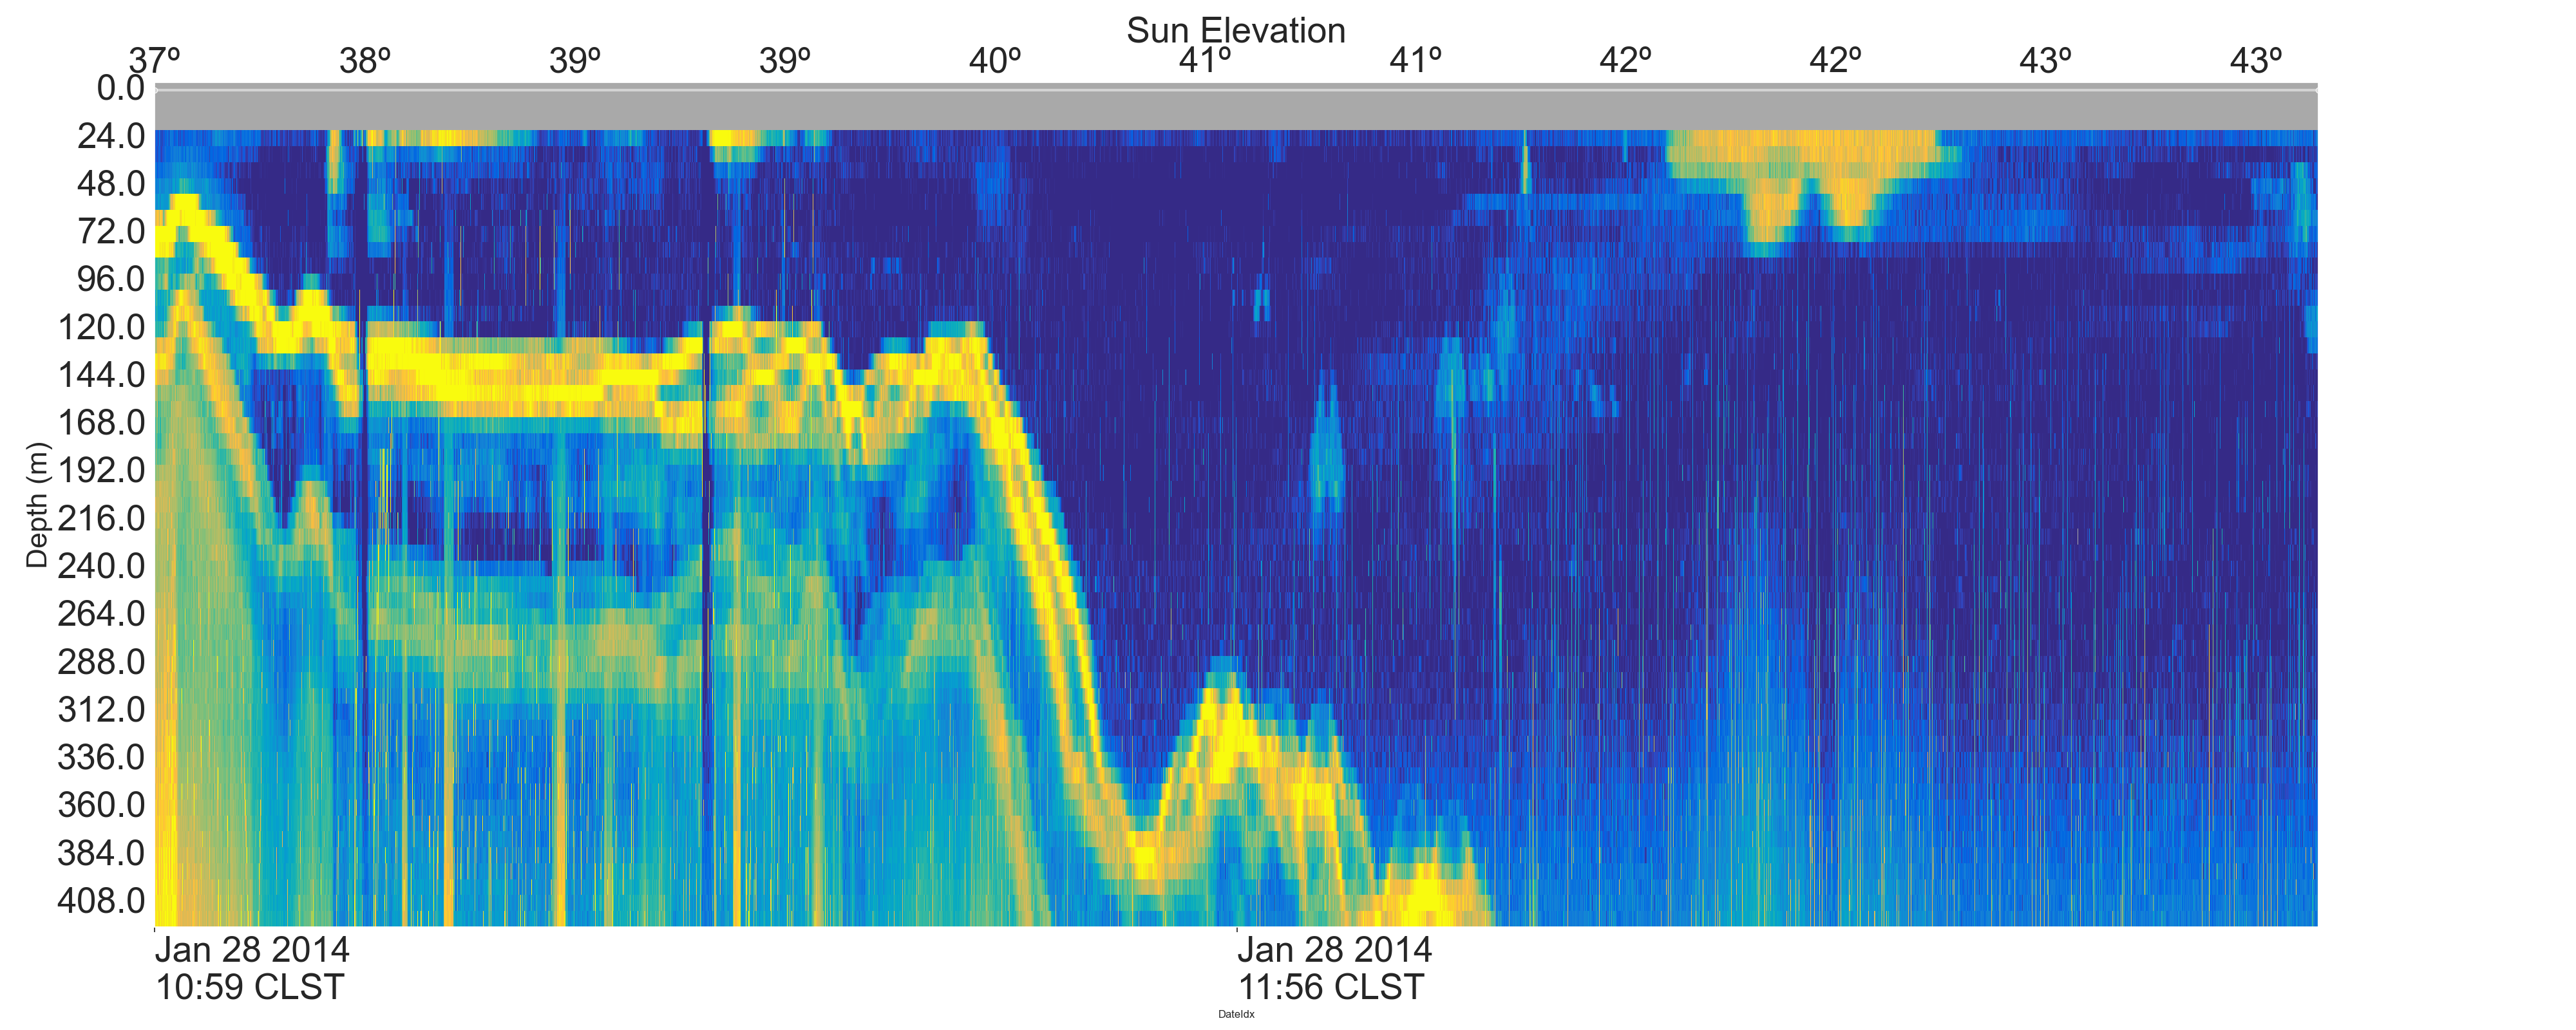 Sun Elevation
37º 38º 39º 39º 40º 41º 41º 42º 42º 43º 43º
0.0
24.0
48.0
72.0
96.0
120.0
144.0
168.0
192.0
216.0
240.0
264.0
288.0
312.0
336.0
360.0
384.0
408.0
Depth (m)
Jan 28 2014
10:59 CLST
Jan 28 2014
11:56 CLST
DateIdx